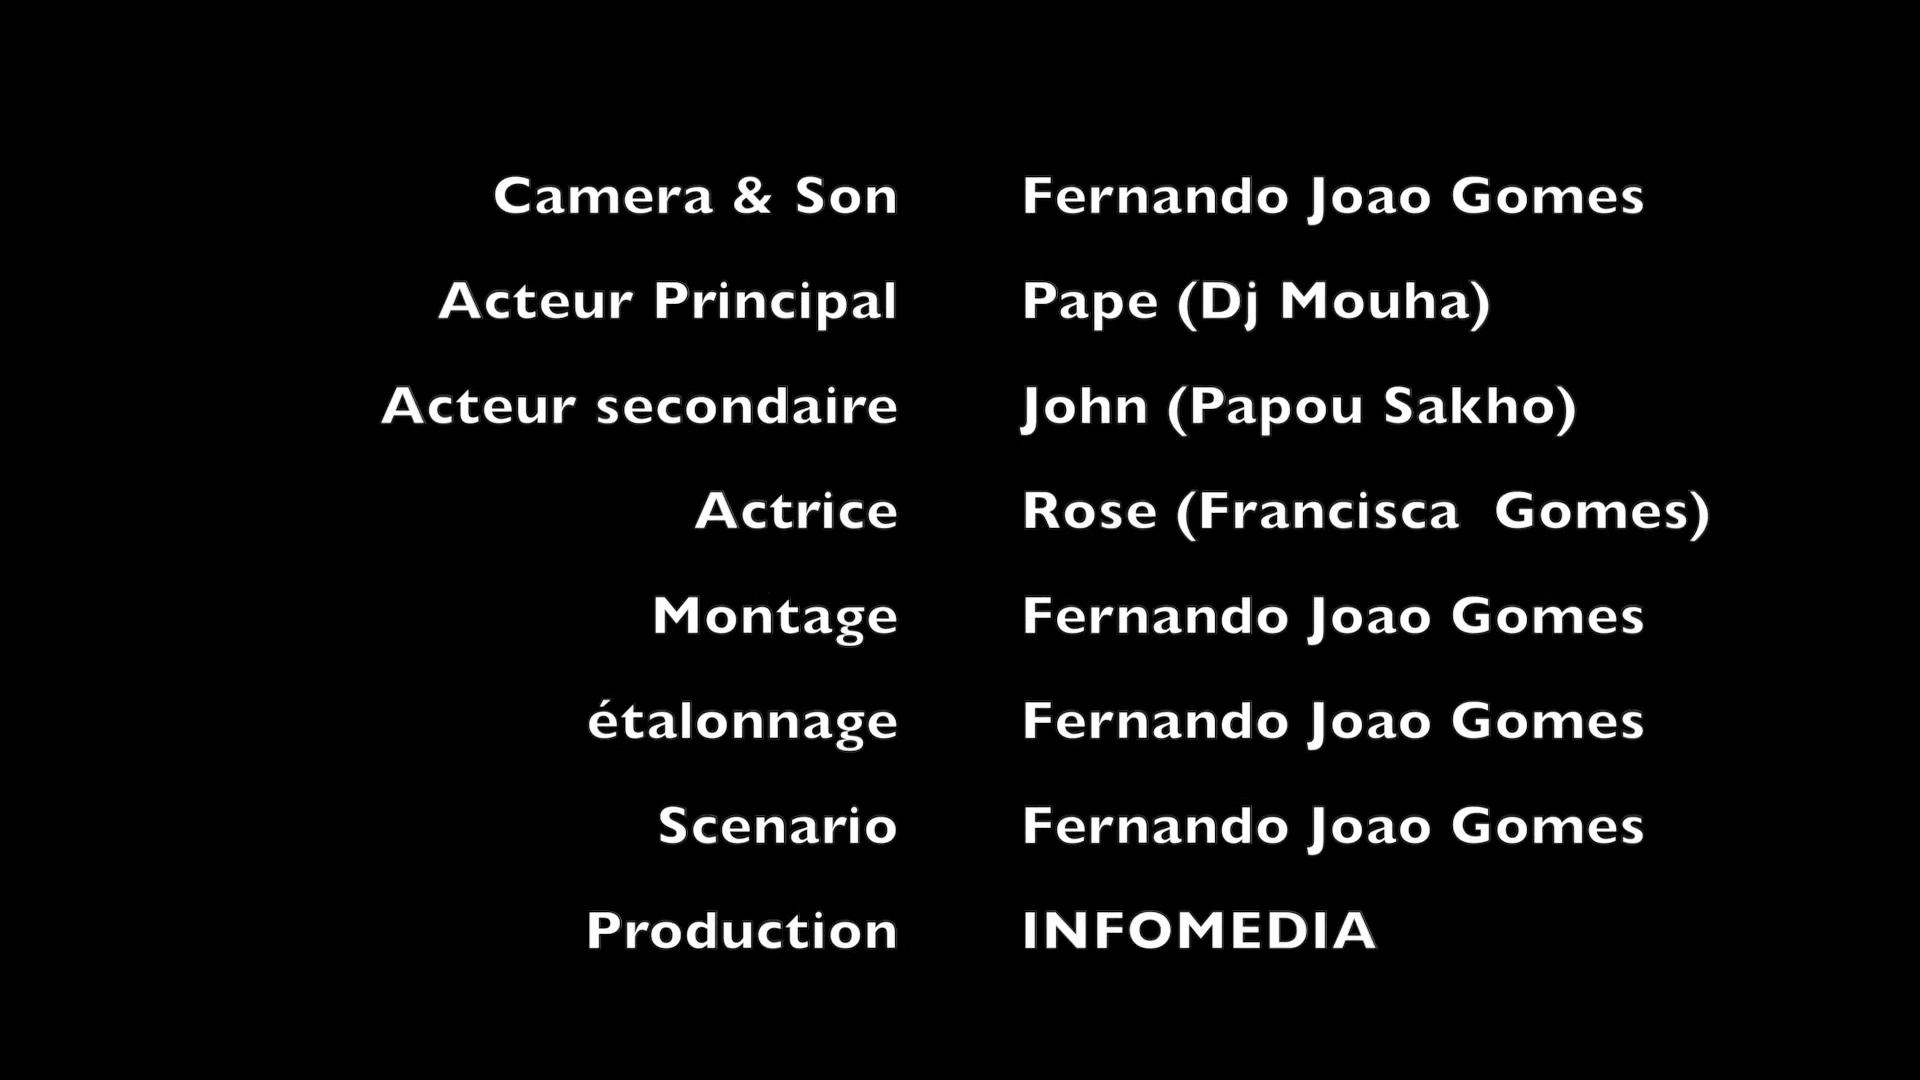 Camera & Son Fernando Joao Gomes
Acteur Principal Pape (Dj Mouha)
Acteur secondaire John (Papou Sakho)
Actrice Rose (Francisca  Gomes)
Montage Fernando Joao Gomes
étalonnage Fernando Joao Gomes
Scenario Fernando Joao Gomes
Production INFOMEDIA